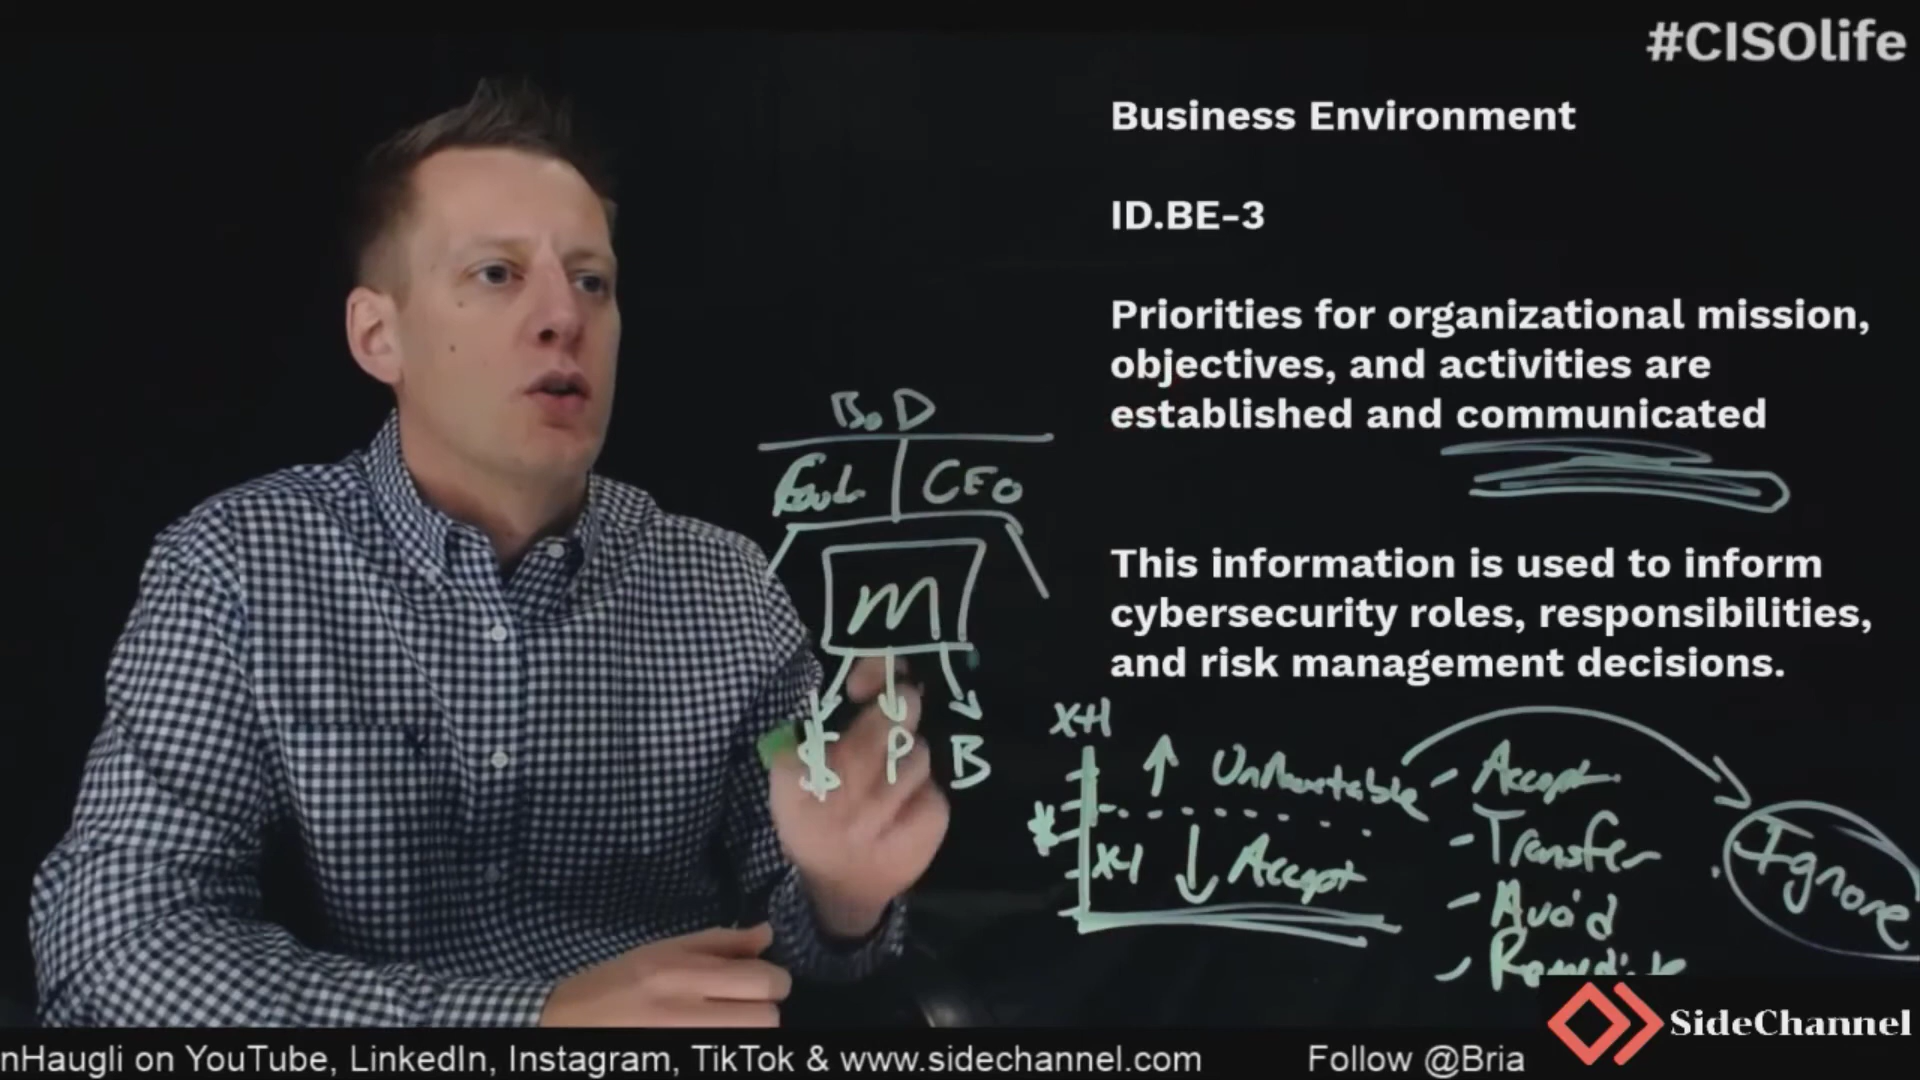 #CISOlife
Business Environment
ID.BE-3
Priorities for organizational mission,
objectives, and activities are
established and communicated
This information is used to inform
cybersecurity roles, responsibilities,
and risk management decisions.
BoD
CEO
m
$ P B
X+1
↑
X-1 ↓ Accept
- Accept
- Transfer
- Avoid
Ignore
SideChannel
nHaugli on YouTube, LinkedIn, Instagram, TikTok & www.sidechannel.com
Follow @Bria